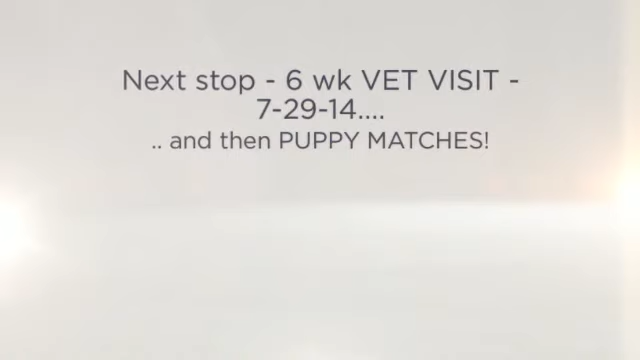 Next stop - 6 wk VET VISIT -
7-29-14....
.. and then PUPPY MATCHES!